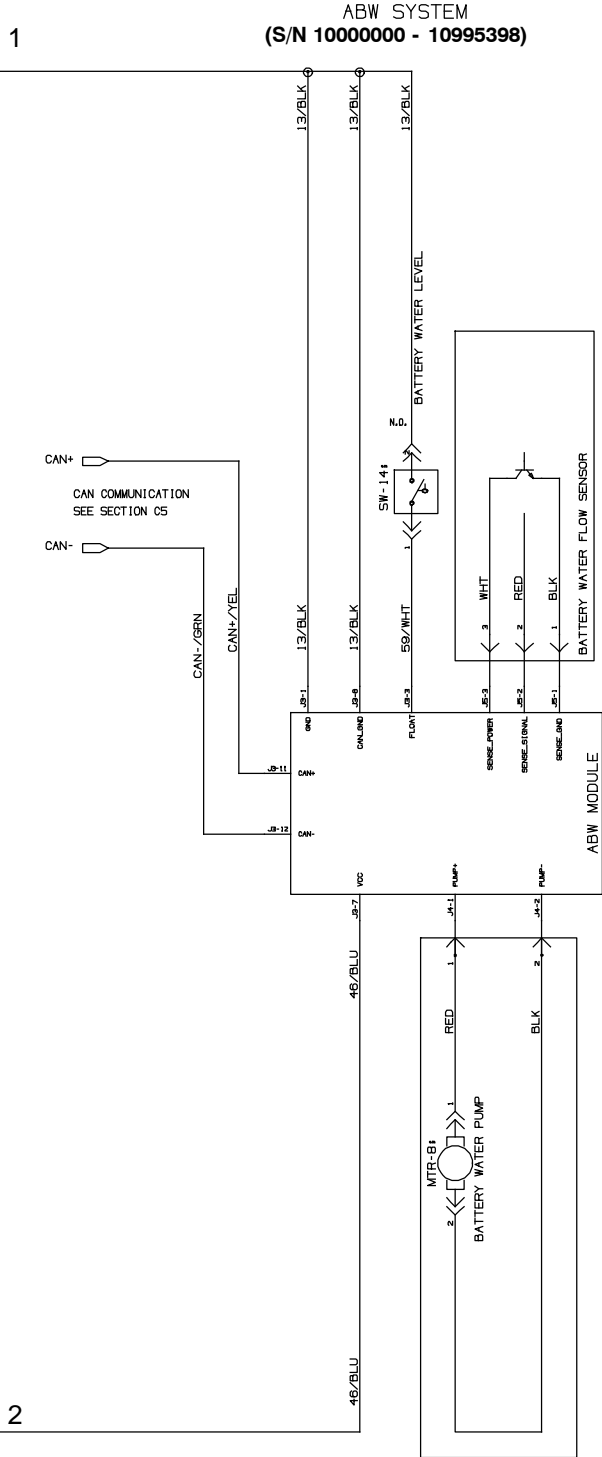 ABW SYSTEM
(S/N 10000000 - 10995398)
1
13/BLK
13/BLK
13/BLK
BATTERY WATER LEVEL
N.O.
2
SW-14
1
CAN+
CAN COMMUNICATION
SEE SECTION C5
CAN-
CAN-/GRN
CAN+/YEL
13/BLK
13/BLK
59/WHT
WHT
RED
BLK
3
2
1
BATTERY WATER FLOW SENSOR
J3-1
J3-8
J3-3
J5-3
J5-2
J5-1
GND
CAN_GND
FLOAT
SENSE_POWER
SENSE_SIGNAL
SENSE_GND
J3-11
CAN+
J3-12
CAN-
ABW MODULE
VCC
PUMP+
PUMP-
J3-7
J4-1
J4-2
46/BLU
1
2
RED
BLK
1
MTR-8
BATTERY WATER PUMP
2
46/BLU
2